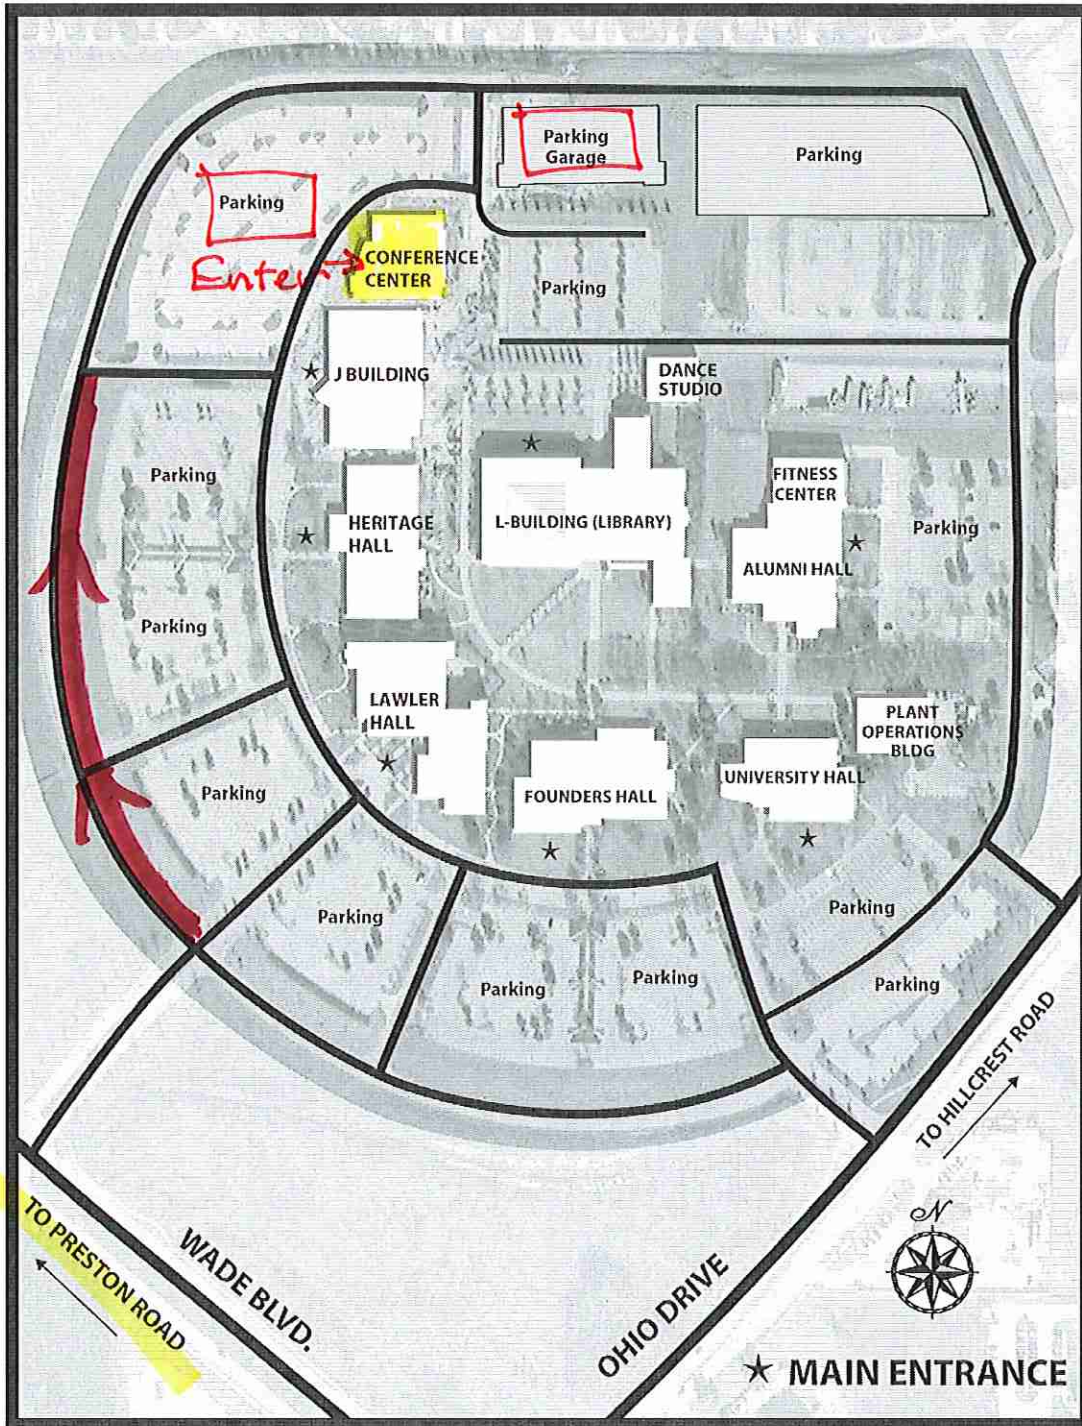 Parking
Garage
Parking
Parking
Enter
CONFERENCE
CENTER
Parking
J BUILDING
DANCE
STUDIO
Parking
FITNESS
CENTER
HERITAGE
HALL
L-BUILDING (LIBRARY)
Parking
ALUMNI HALL
Parking
LAWLER
HALL
PLANT
OPERATIONS
BLDG
Parking
FOUNDERS HALL
UNIVERSITY HALL
Parking
Parking
Parking
Parking
Parking
TO HILLCREST ROAD
TO PRESTON ROAD
WADE BLVD.
OHIO DRIVE
N
MAIN ENTRANCE